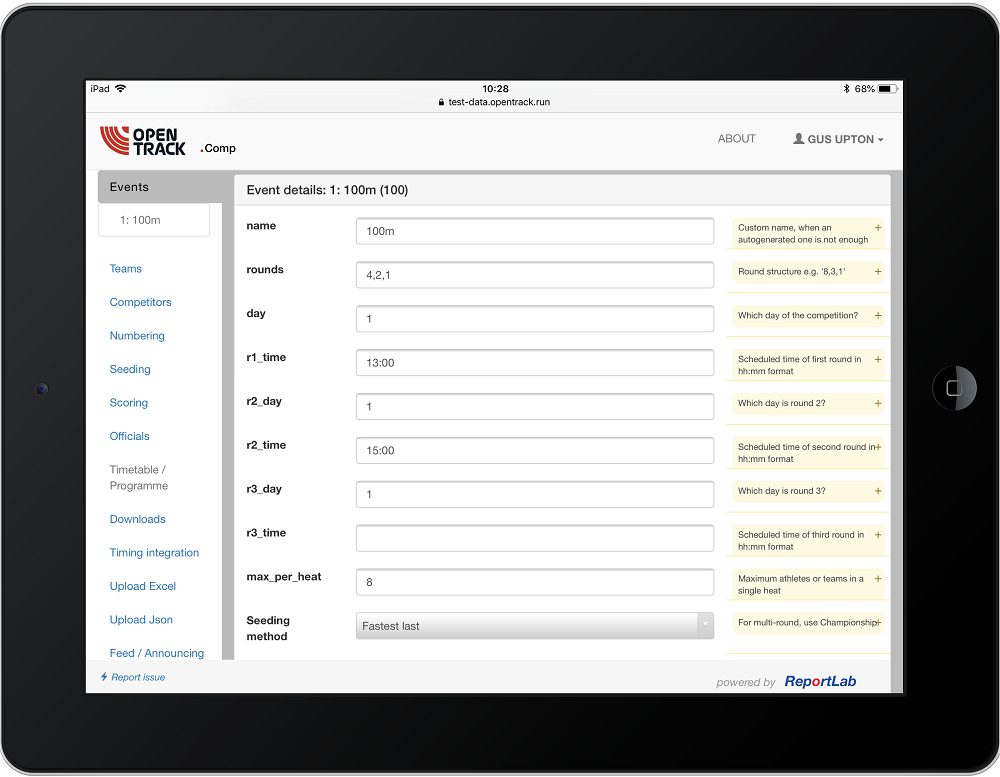 iPad
10:28
68%
test-data.opentrack.run
OPEN
TRACK
.Comp
ABOUT
GUS UPTON
Events
1: 100m
Teams
Competitors
Numbering
Seeding
Scoring
Officials
Timetable /
Programme
Downloads
Timing integration
Upload Excel
Upload Json
Feed / Announcing
Event details: 1: 100m (100)
name
100m
Custom name, when an
autogenerated one is not enough
+
rounds
4,2,1
Round structure e.g. '8,3,1'
+
day
1
Which day of the competition?
+
r1_time
13:00
Scheduled time of first round in
hh:mm format
+
r2_day
1
Which day is round 2?
+
r2_time
15:00
Scheduled time of second round in
hh:mm format
+
r3_day
1
Which day is round 3?
+
r3_time
Scheduled time of third round in
hh:mm format
+
max_per_heat
8
Maximum athletes or teams in a
single heat
+
Seeding
method
Fastest last
For multi-round, use Championship
+
Report issue
powered by ReportLab